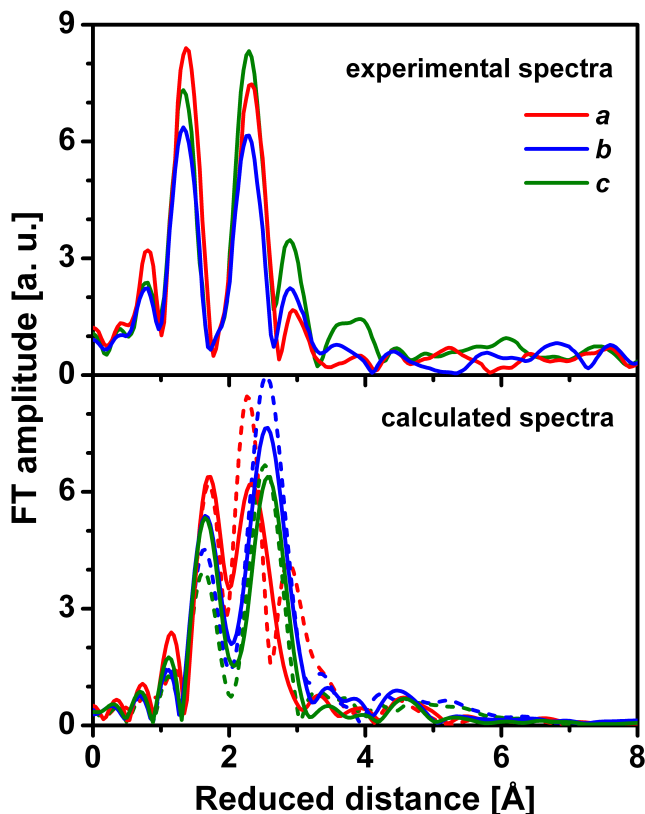 9
experimental spectra
a
b
c
6
3
0
FT amplitude [a. u.]
calculated spectra
6
3
0
0 2 4 6 8
Reduced distance [Å]